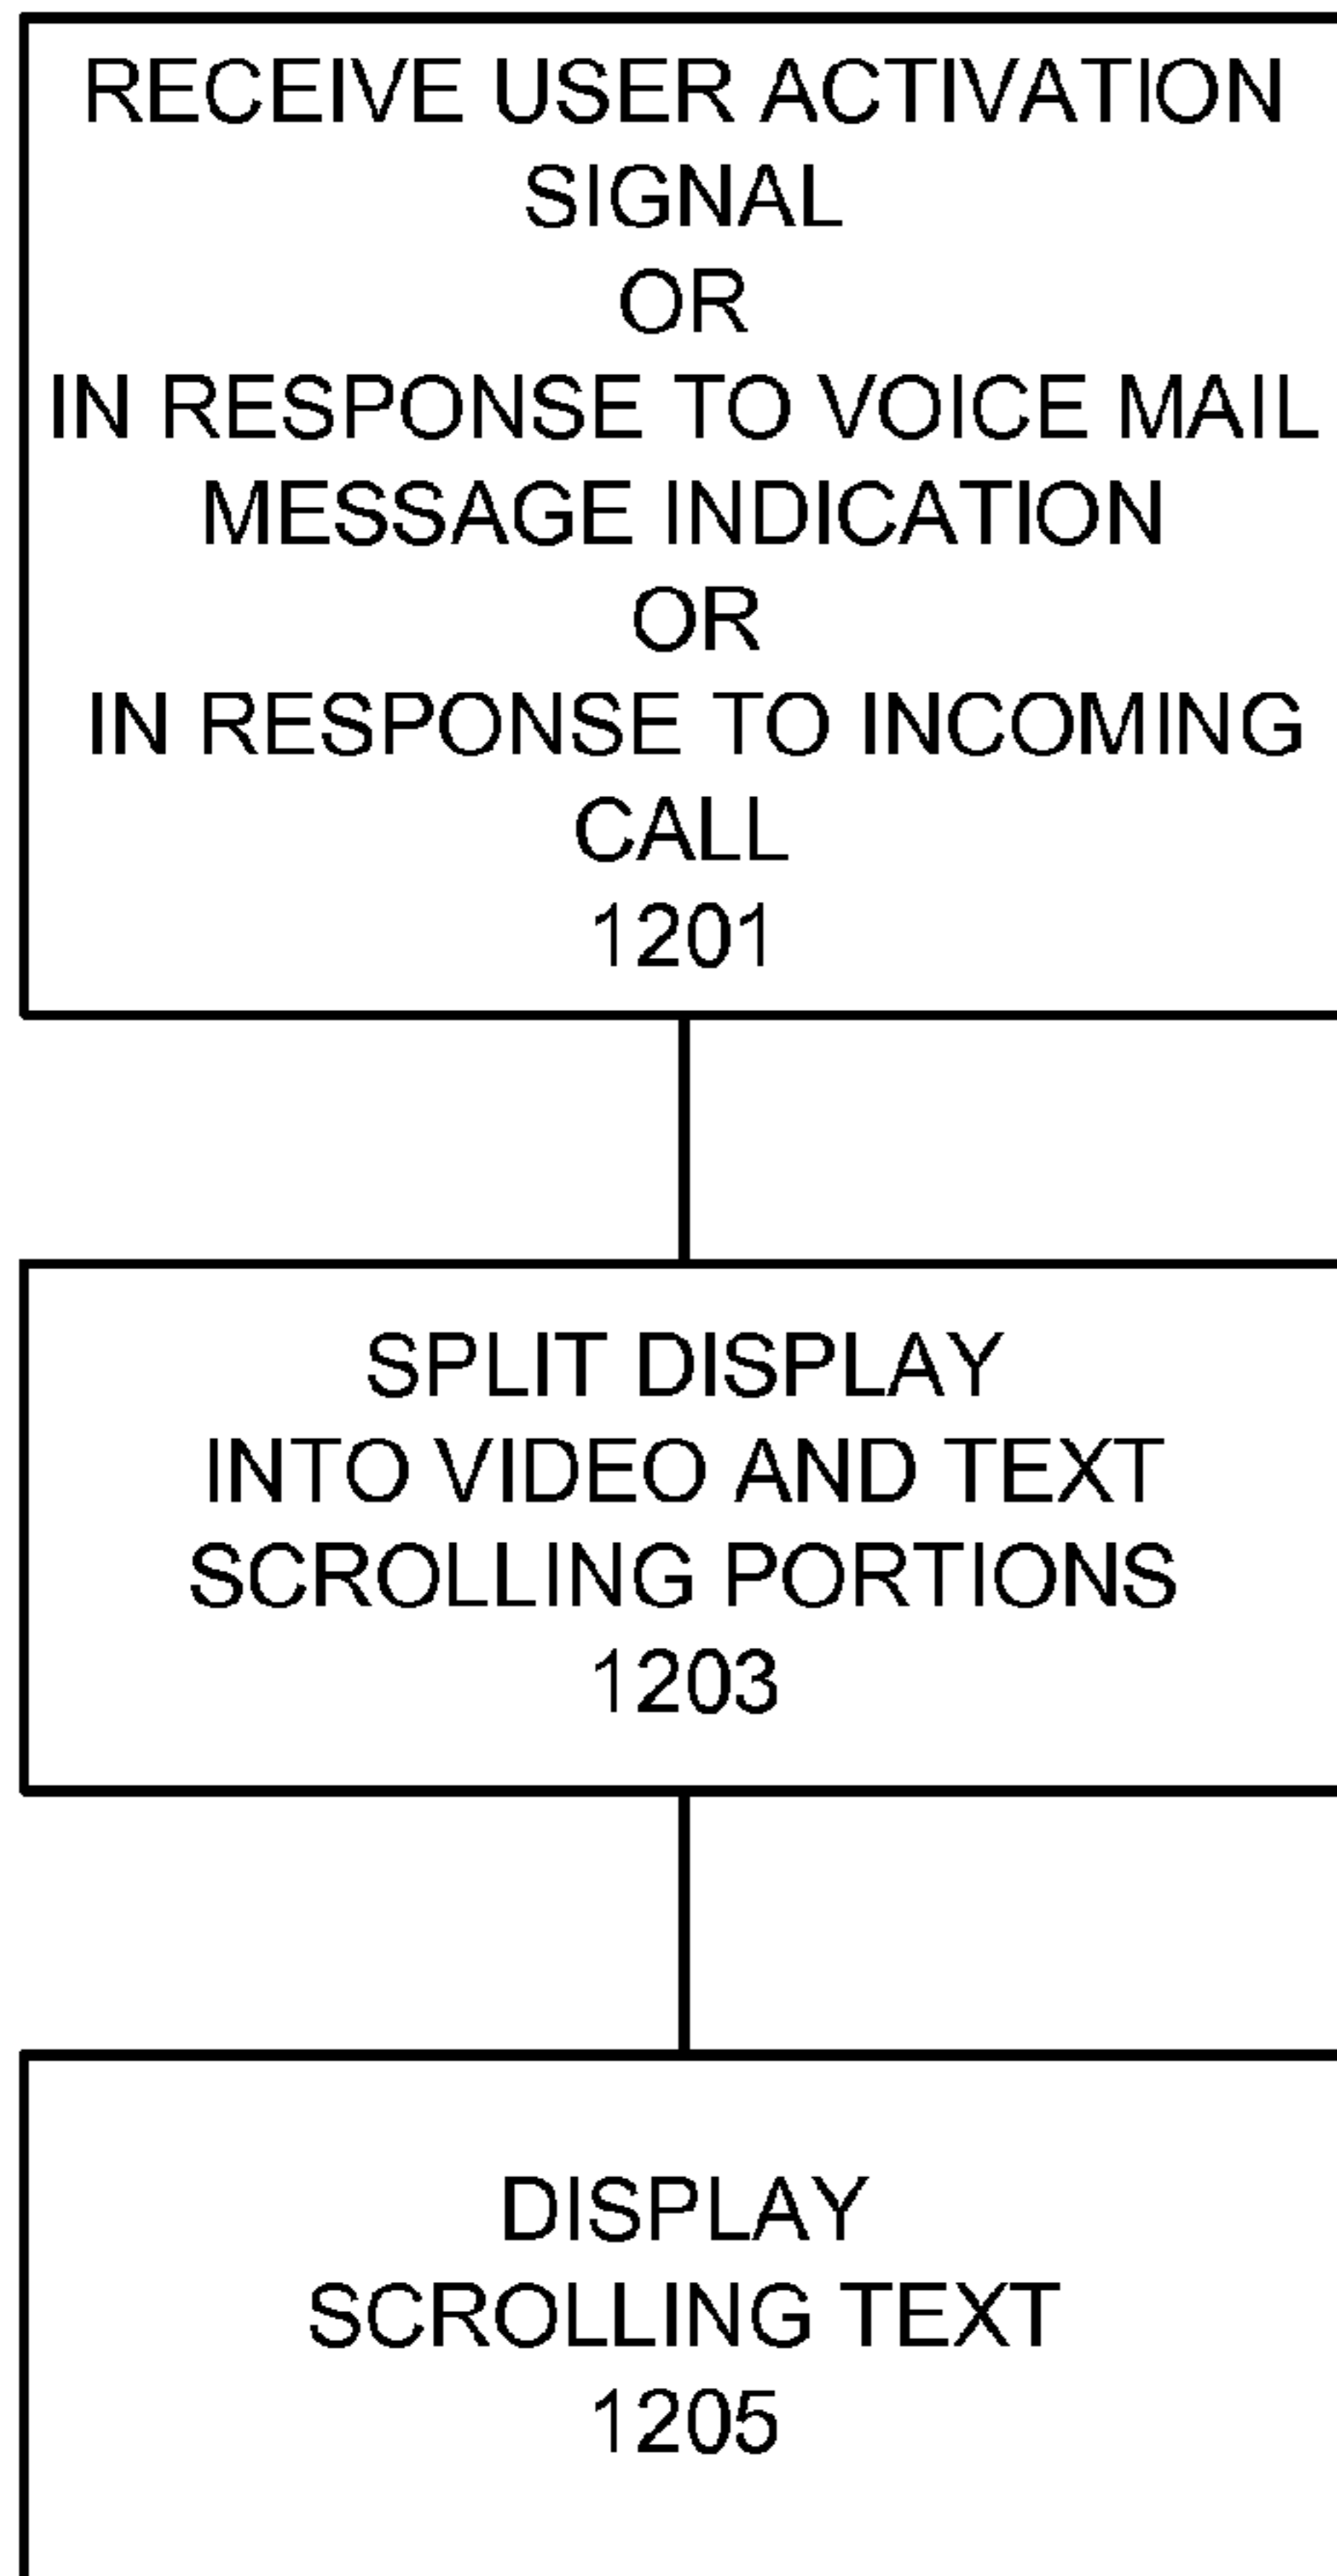 RECEIVE USER ACTIVATION
SIGNAL
OR
IN RESPONSE TO VOICE MAIL
MESSAGE INDICATION
OR
IN RESPONSE TO INCOMING
CALL
1201
SPLIT DISPLAY
INTO VIDEO AND TEXT
SCROLLING PORTIONS
1203
DISPLAY
SCROLLING TEXT
1205